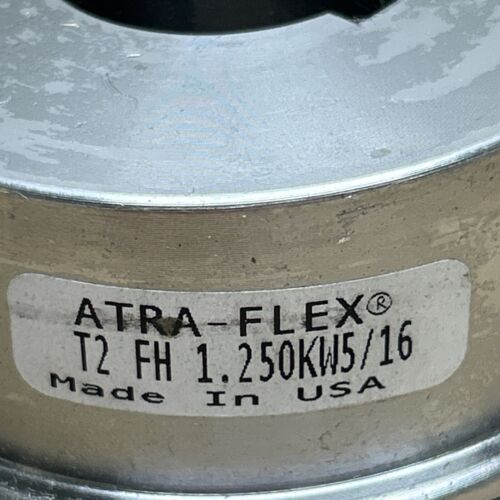 ATRA-FLEX®
T2 FH 1.250KW5/16
Made In USA